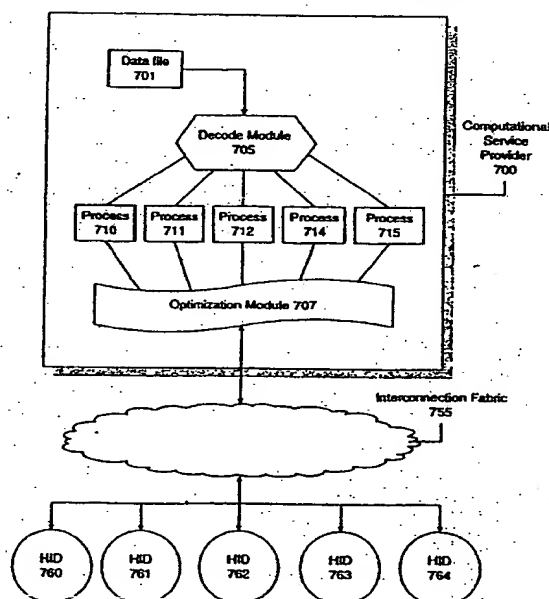 Data file
701
Decode Module
705
Computational
Service
Provider
700
Process
710
Process
711
Process
712
Process
714
Process
715
Optimization Module 707
Interconnection Fabric
755
HID
760
HID
761
HID
762
HID
763
HID
764